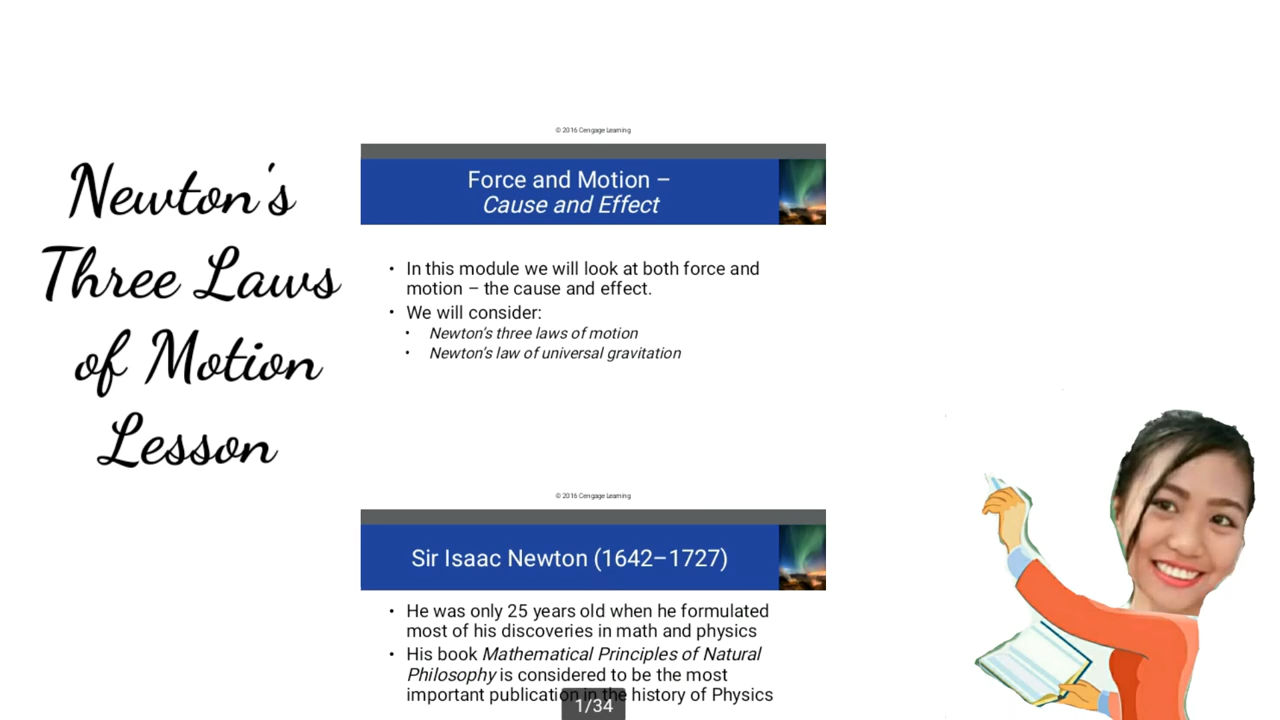 Newton's
Three Laws
of Motion
Lesson
© 2016 Cengage Learning
Force and Motion –
Cause and Effect
• In this module we will look at both force and
motion – the cause and effect.
• We will consider:
• Newton's three laws of motion
• Newton's law of universal gravitation
© 2016 Cengage Learning
Sir Isaac Newton (1642–1727)
• He was only 25 years old when he formulated
most of his discoveries in math and physics
• His book Mathematical Principles of Natural
Philosophy is considered to be the most
important publication in the history of Physics
1/34